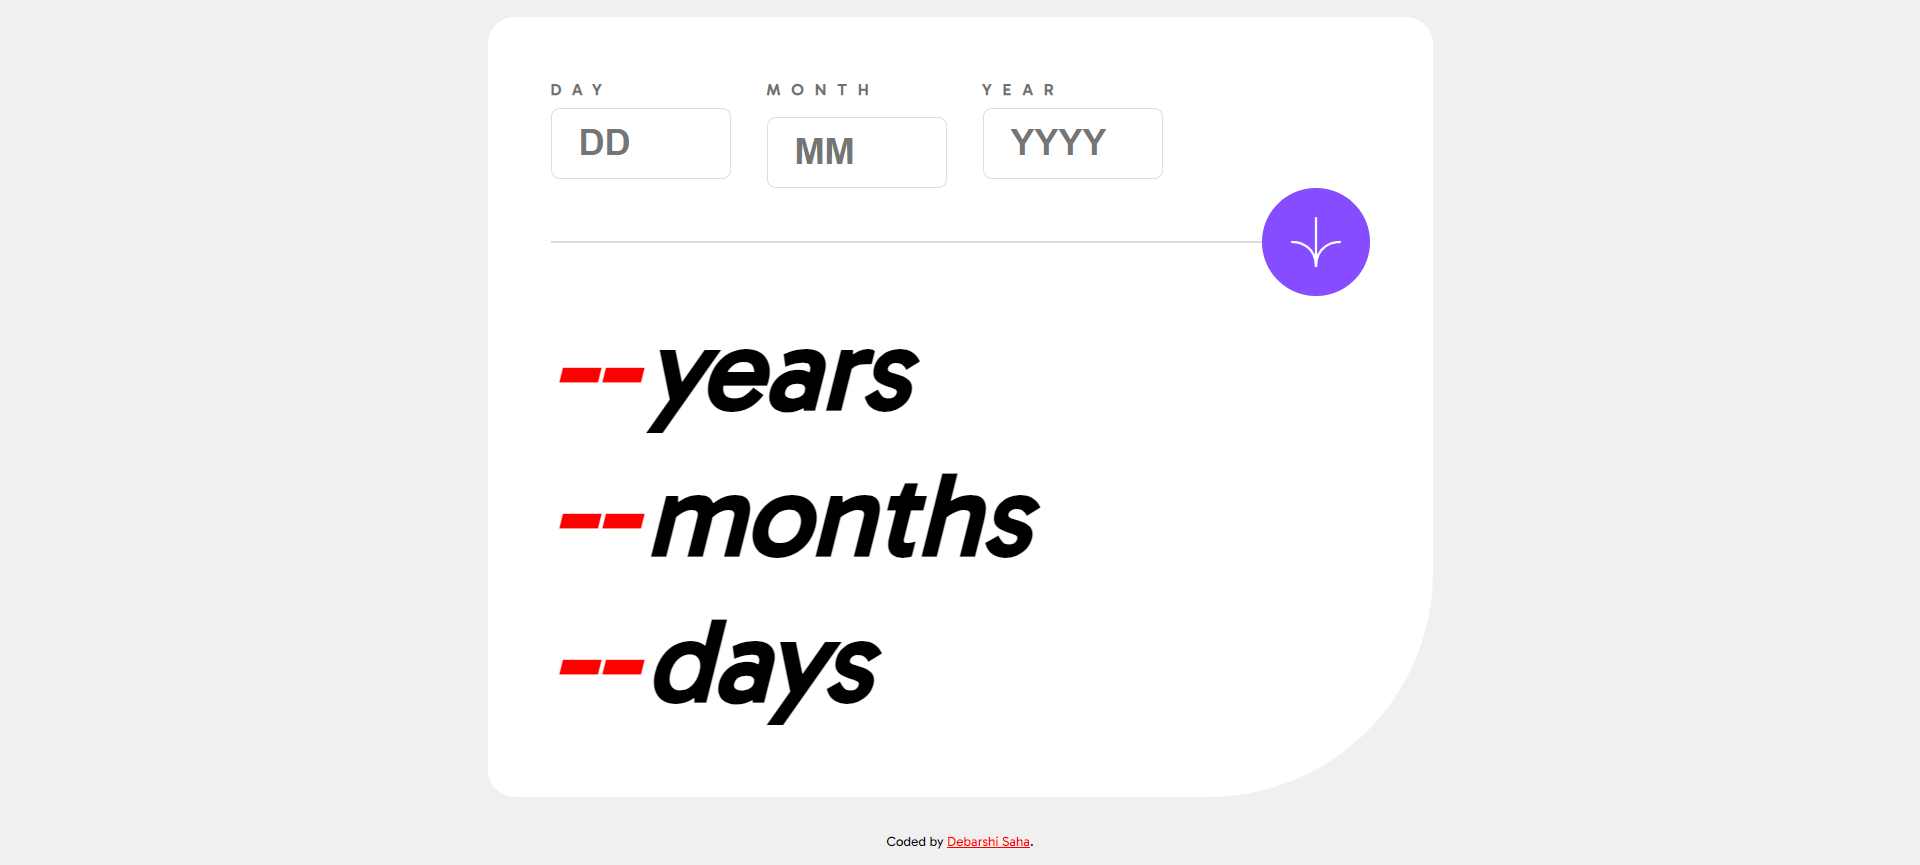 DAY MONTH YEAR
DD MM YYYY
--years
--months
--days
Coded by Debarshi Saha.